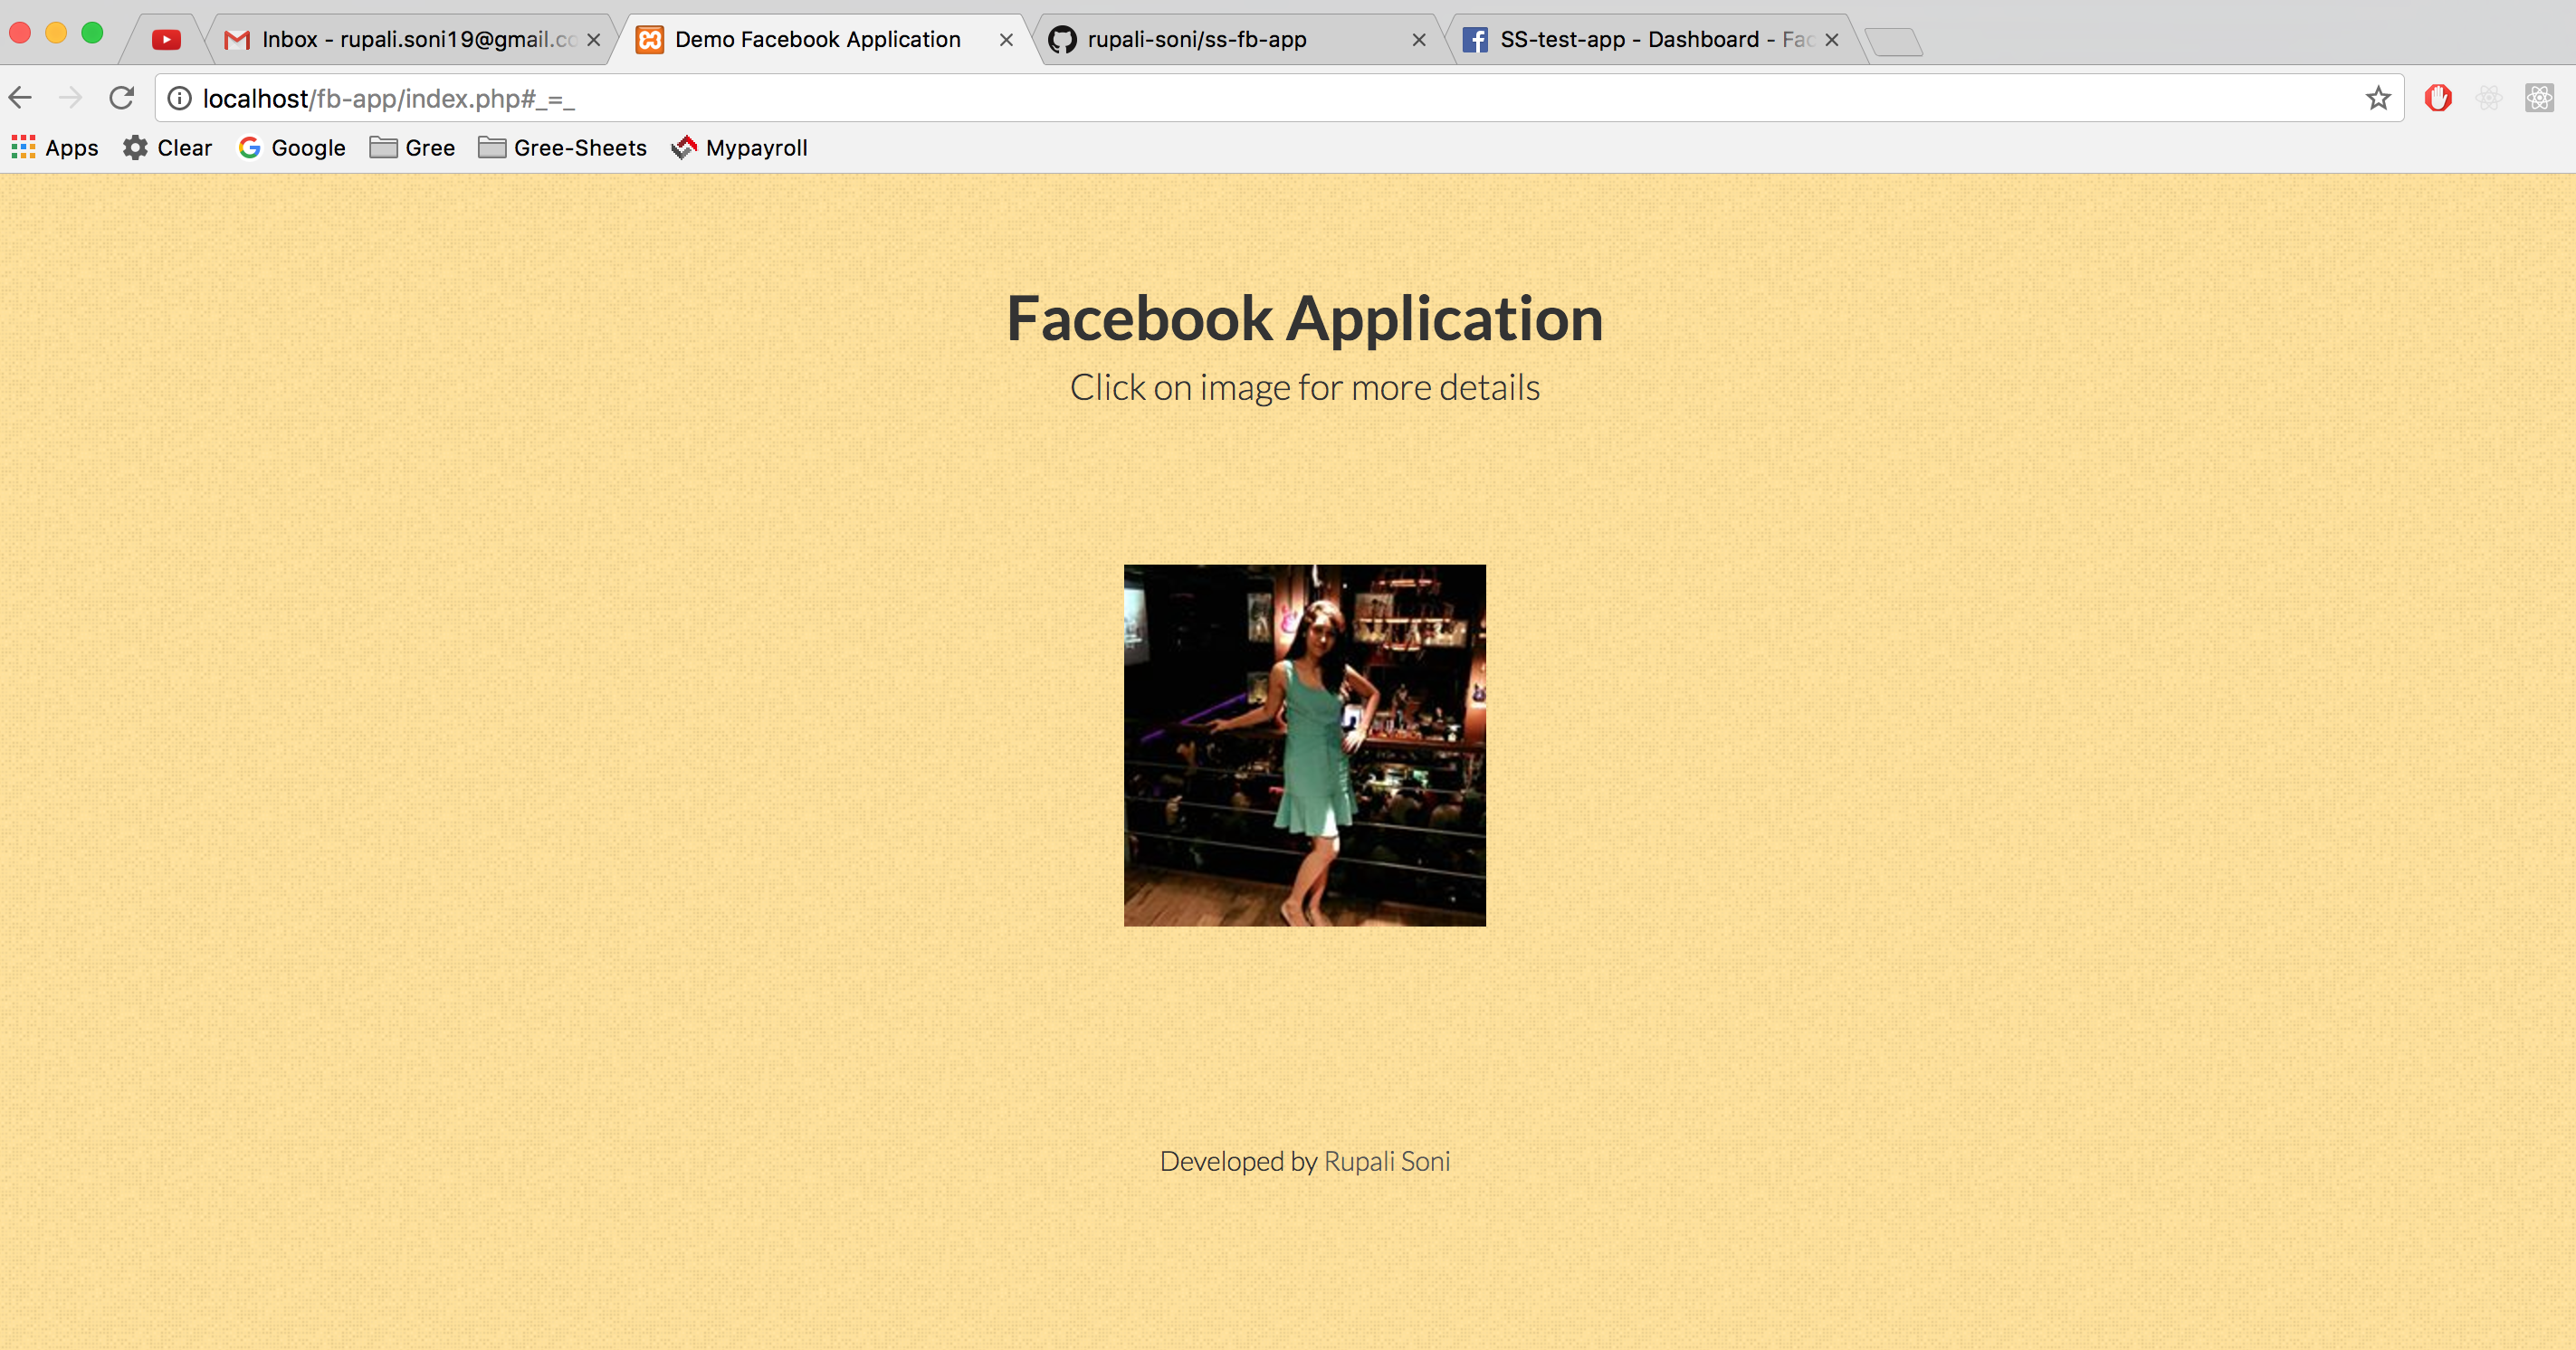 Inbox - rupali.soni19@gmail.co
Demo Facebook Application
rupali-soni/ss-fb-app
SS-test-app - Dashboard - Fac
localhost/fb-app/index.php#_=_
Apps
Clear
Google
Gree
Gree-Sheets
Mypayroll
Facebook Application
Click on image for more details
Developed by Rupali Soni